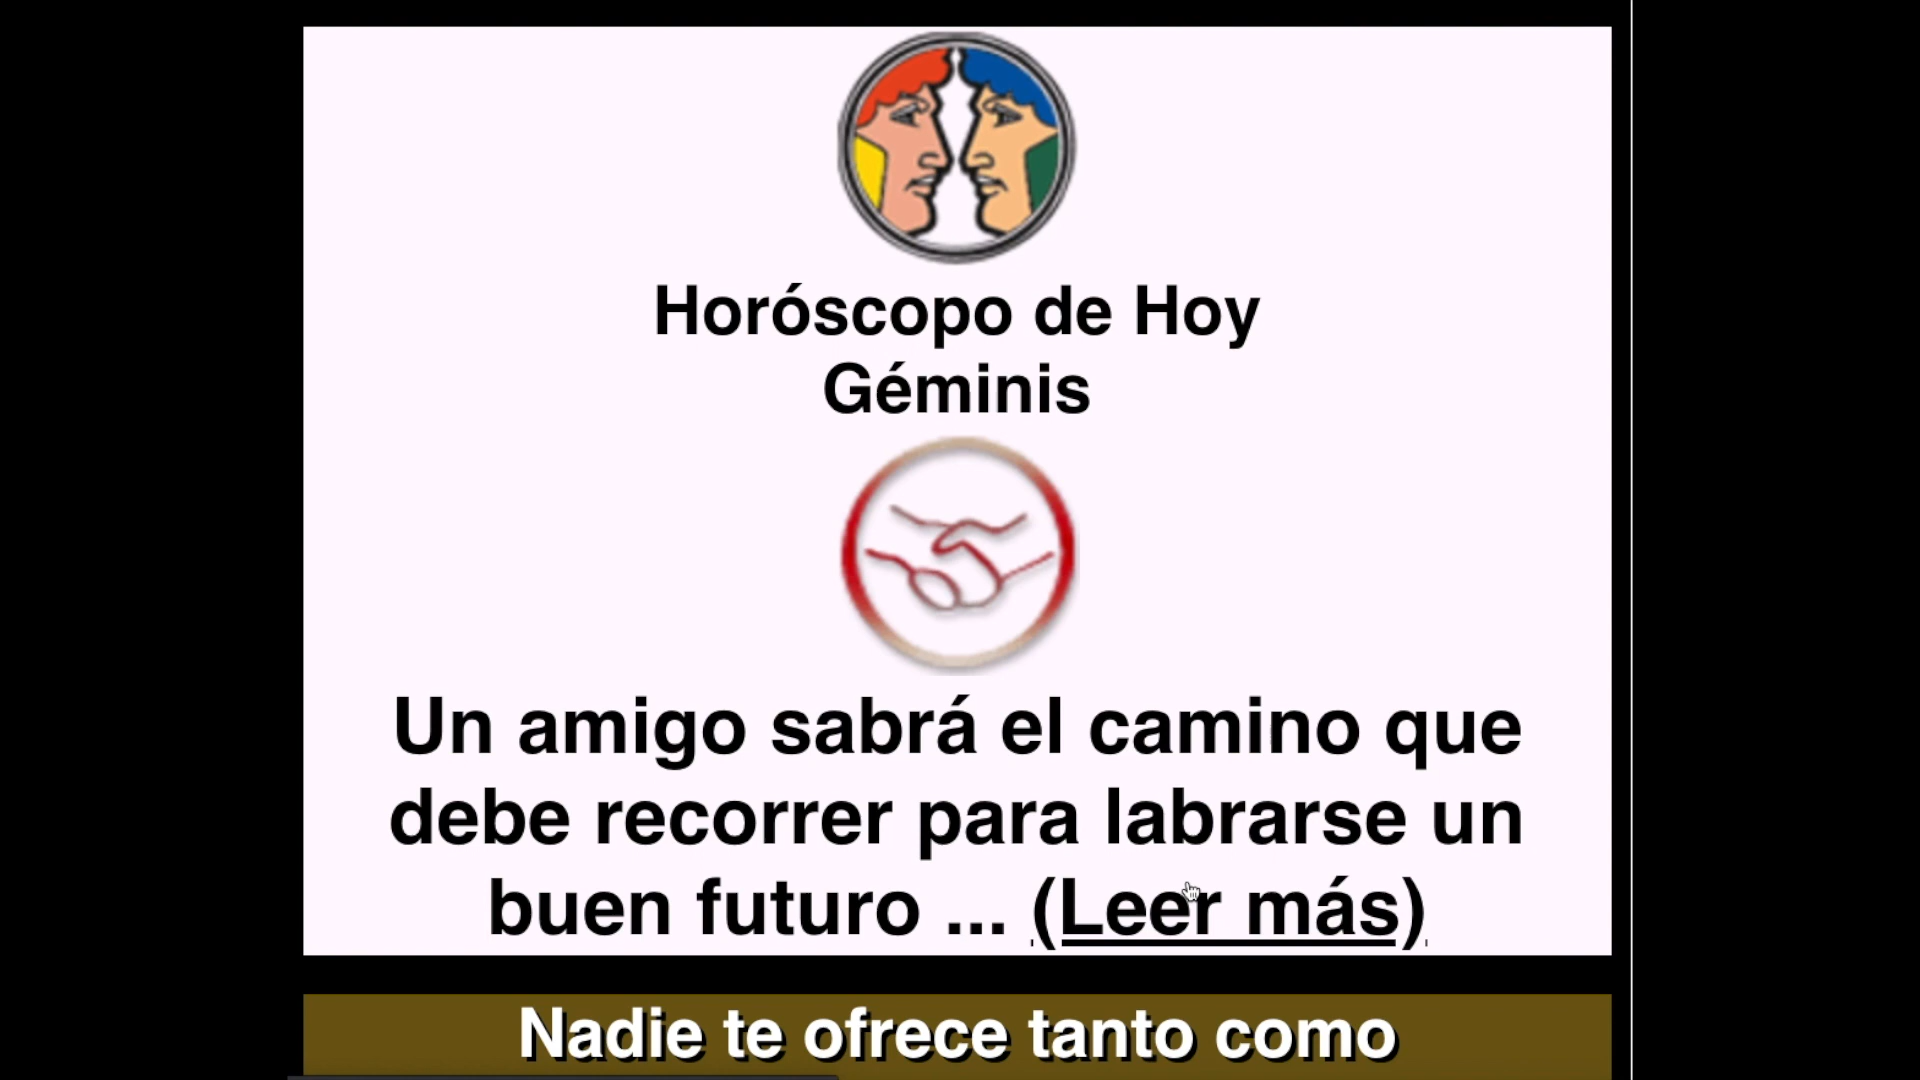 Horóscopo de Hoy
Géminis
Un amigo sabrá el camino que
debe recorrer para labrarse un
buen futuro ... (Leer más)
Nadie te ofrece tanto como